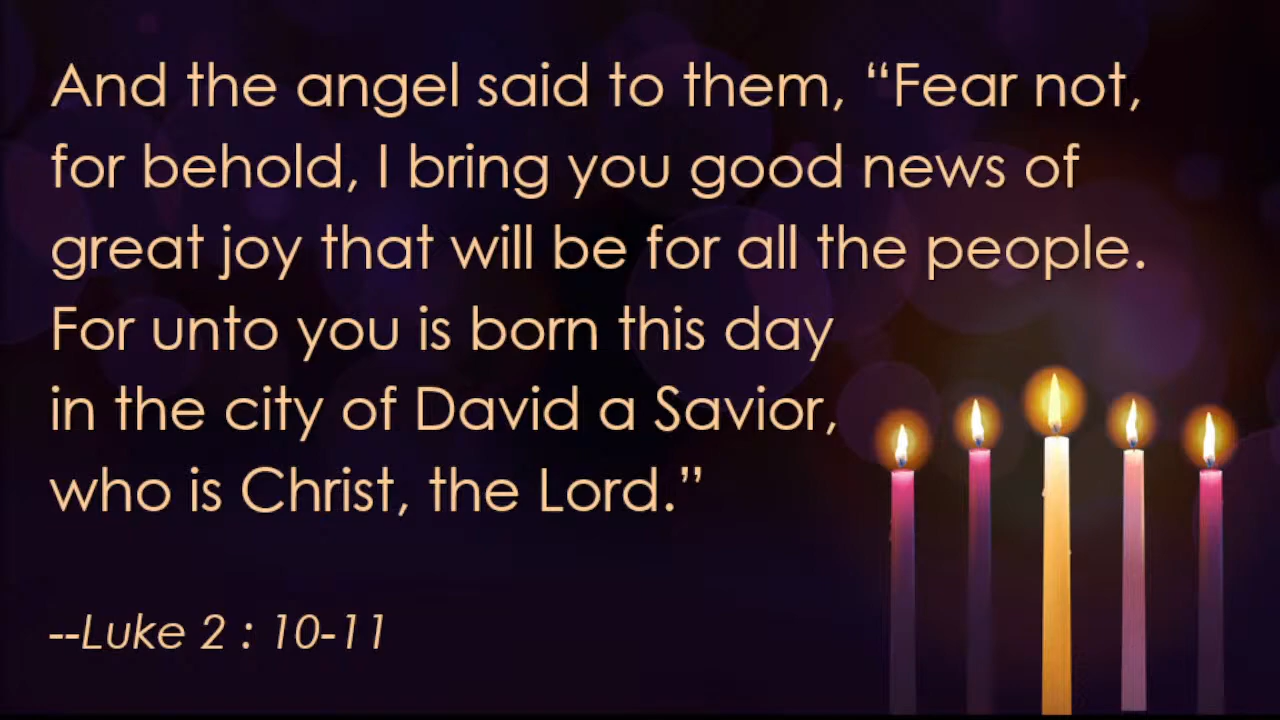 And the angel said to them, “Fear not,
for behold, I bring you good news of
great joy that will be for all the people.
For unto you is born this day
in the city of David a Savior,
who is Christ, the Lord.”
--Luke 2 : 10-11